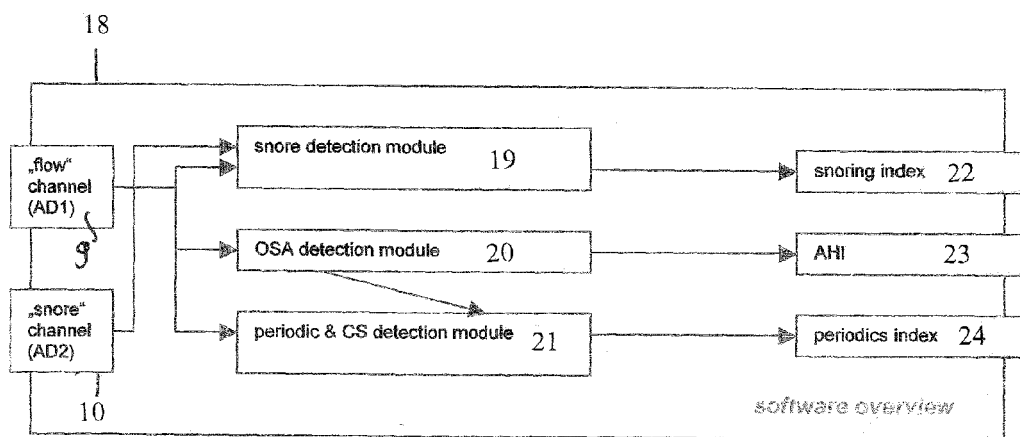 18
„flow“
channel
(AD1)
9
„snore“
channel
(AD2)
10
snore detection module
19
OSA detection module
20
periodic & CS detection module
21
snoring index
22
AHI
23
periodics index
24
software overview